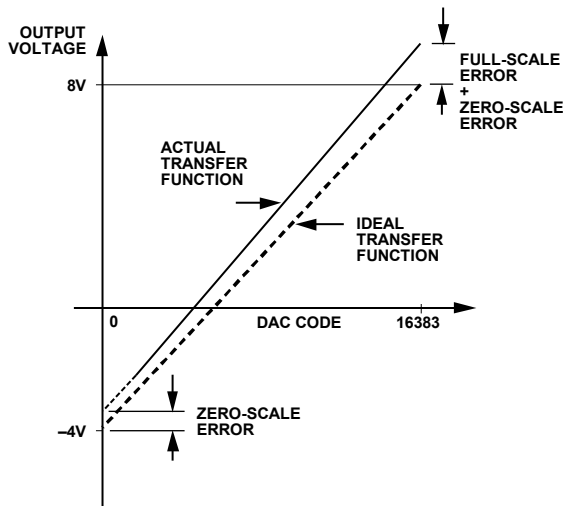 OUTPUT
VOLTAGE
8V
FULL-SCALE
ERROR
+
ZERO-SCALE
ERROR
ACTUAL
TRANSFER
FUNCTION
IDEAL
TRANSFER
FUNCTION
0
DAC CODE
16383
ZERO-SCALE
ERROR
–4V